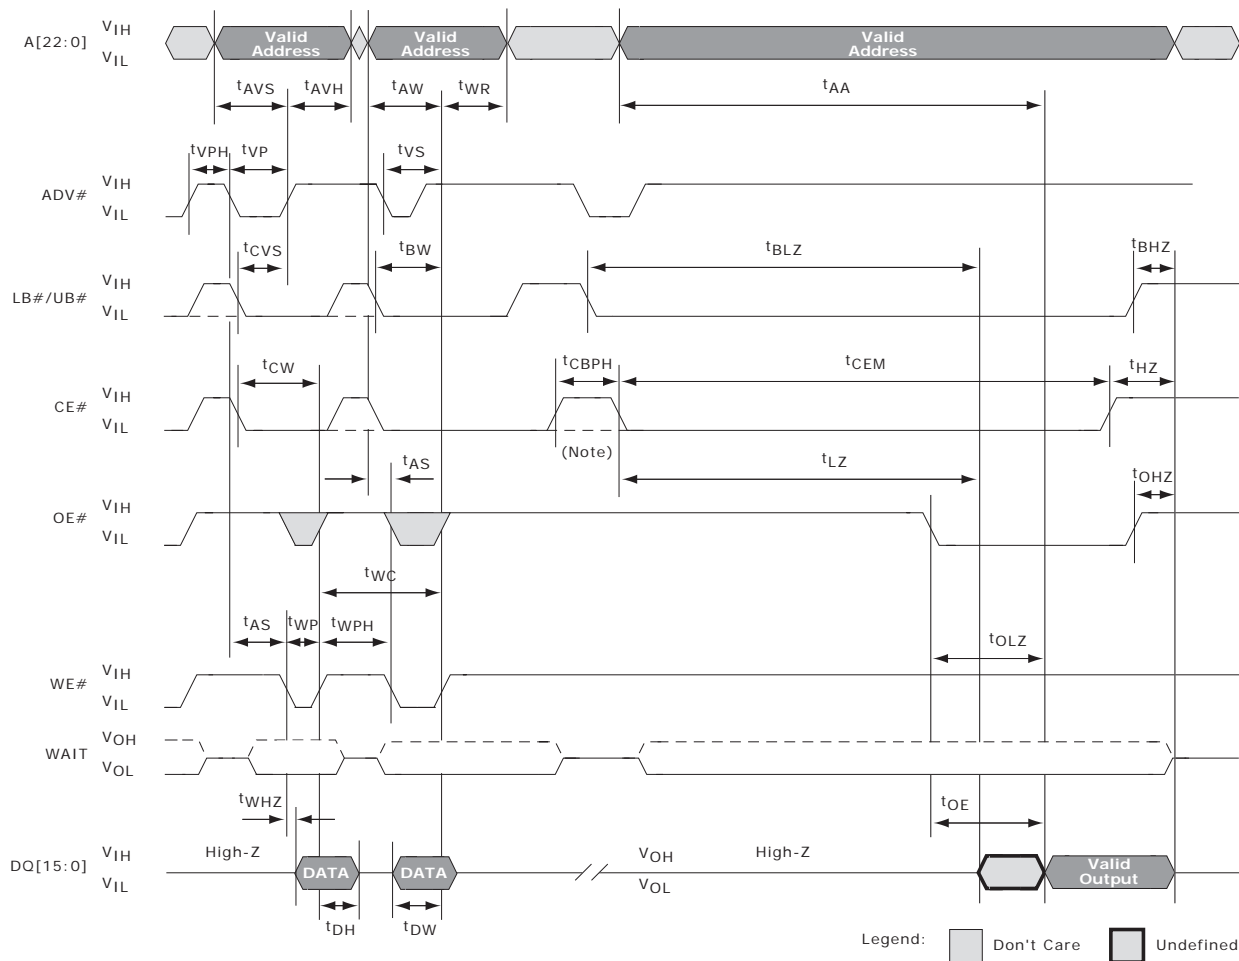 A[22:0] VIH
VIL
Valid Address
Valid Address
Valid Address
tAVS tAVH tAW tWR tAA
tVPH tVP tVS
ADV# VIH
VIL
tCVS tBW tBLZ tBHZ
LB#/UB# VIH
VIL
tCW tCBPH tCEM tHZ
CE# VIH
VIL
(Note)
tAS tLZ tOHZ
OE# VIH
VIL
tWC
tAS tWP tWPH tOLZ
WE# VIH
VIL
WAIT VOH
VOL
tWHZ tOE
DQ[15:0] VIH
VIL
High-Z DATA DATA VOH
VOL
High-Z Valid Output
tDH tDW
Legend: Don't Care Undefined